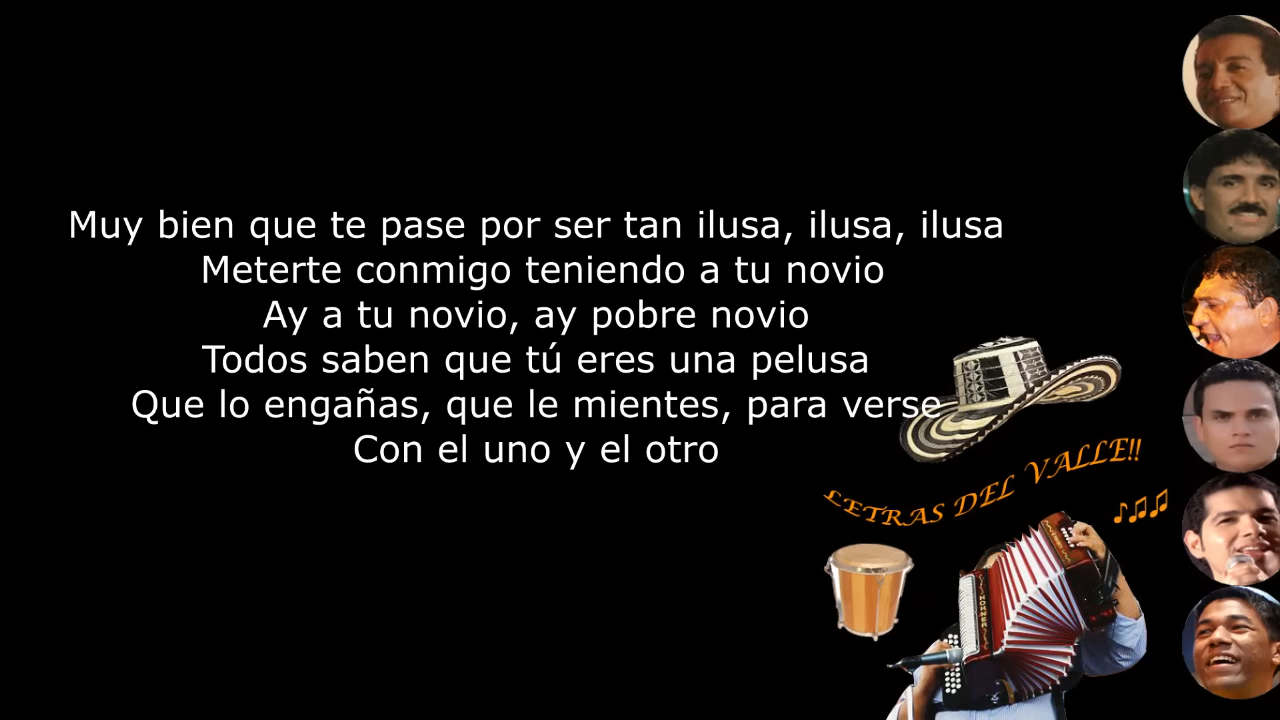 Muy bien que te pase por ser tan ilusa, ilusa, ilusa
Meterte conmigo teniendo a tu novio
Ay a tu novio, ay pobre novio
Todos saben que tú eres una pelusa
Que lo engañas, que le mientes, para verse
Con el uno y el otro
LETRAS DEL VALLE!!
HOHNER